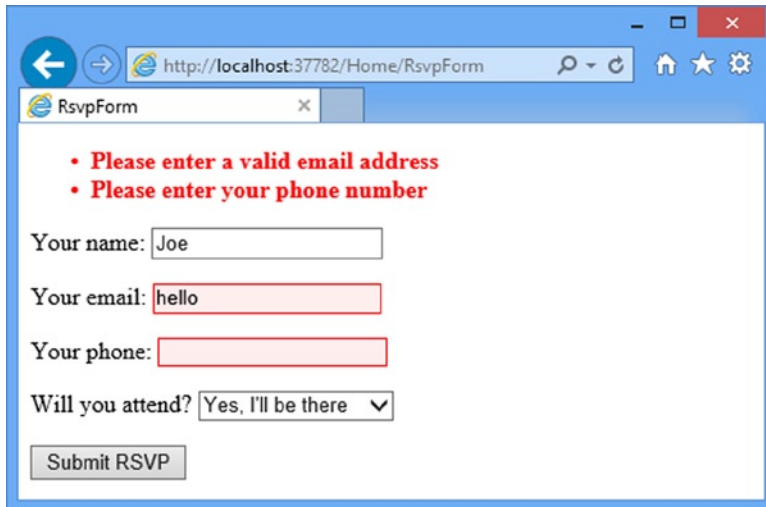 http://localhost:37782/Home/RsvpForm
RsvpForm
• Please enter a valid email address
• Please enter your phone number
Your name: Joe
Your email: hello
Your phone:
Will you attend? Yes, I'll be there
Submit RSVP